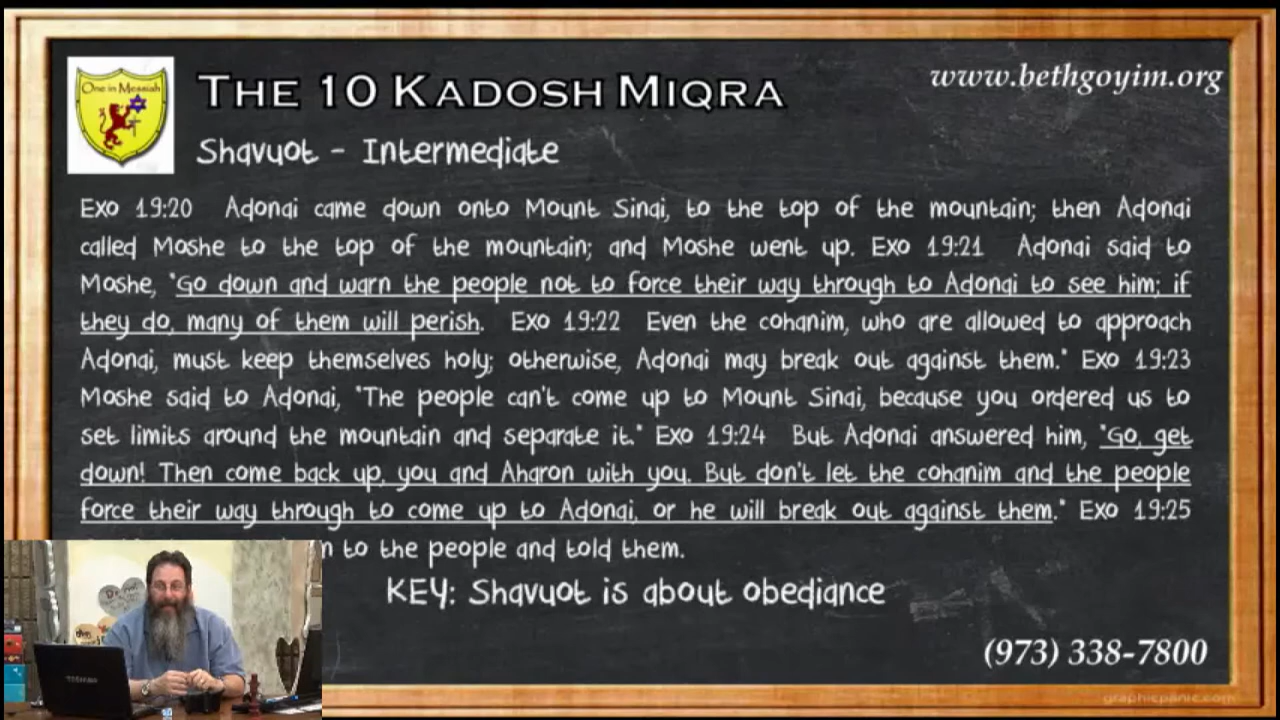 One in Messiah
THE 10 KADOSH MIQRA
www.bethgoyim.org
Shavuot - Intermediate
Exo 19:20 Adonai came down onto Mount Sinai, to the top of the mountain; then Adonai
called Moshe to the top of the mountain; and Moshe went up. Exo 19:21 Adonai said to
Moshe, "Go down and warn the people not to force their way through to Adonai to see him; if
they do, many of them will perish. Exo 19:22 Even the cohanim, who are allowed to approach
Adonai, must keep themselves holy; otherwise, Adonai may break out against them." Exo 19:23
Moshe said to Adonai, "The people can't come up to Mount Sinai, because you ordered us to
set limits around the mountain and separate it." Exo 19:24 But Adonai answered him, "Go, get
down! Then come back up, you and Aharon with you. But don't let the cohanim and the people
force their way through to come up to Adonai, or he will break out against them." Exo 19:25
to the people and told them.
KEY: Shavuot is about obediance
(973) 338-7800
TOSHIBA
graphicpanic.com